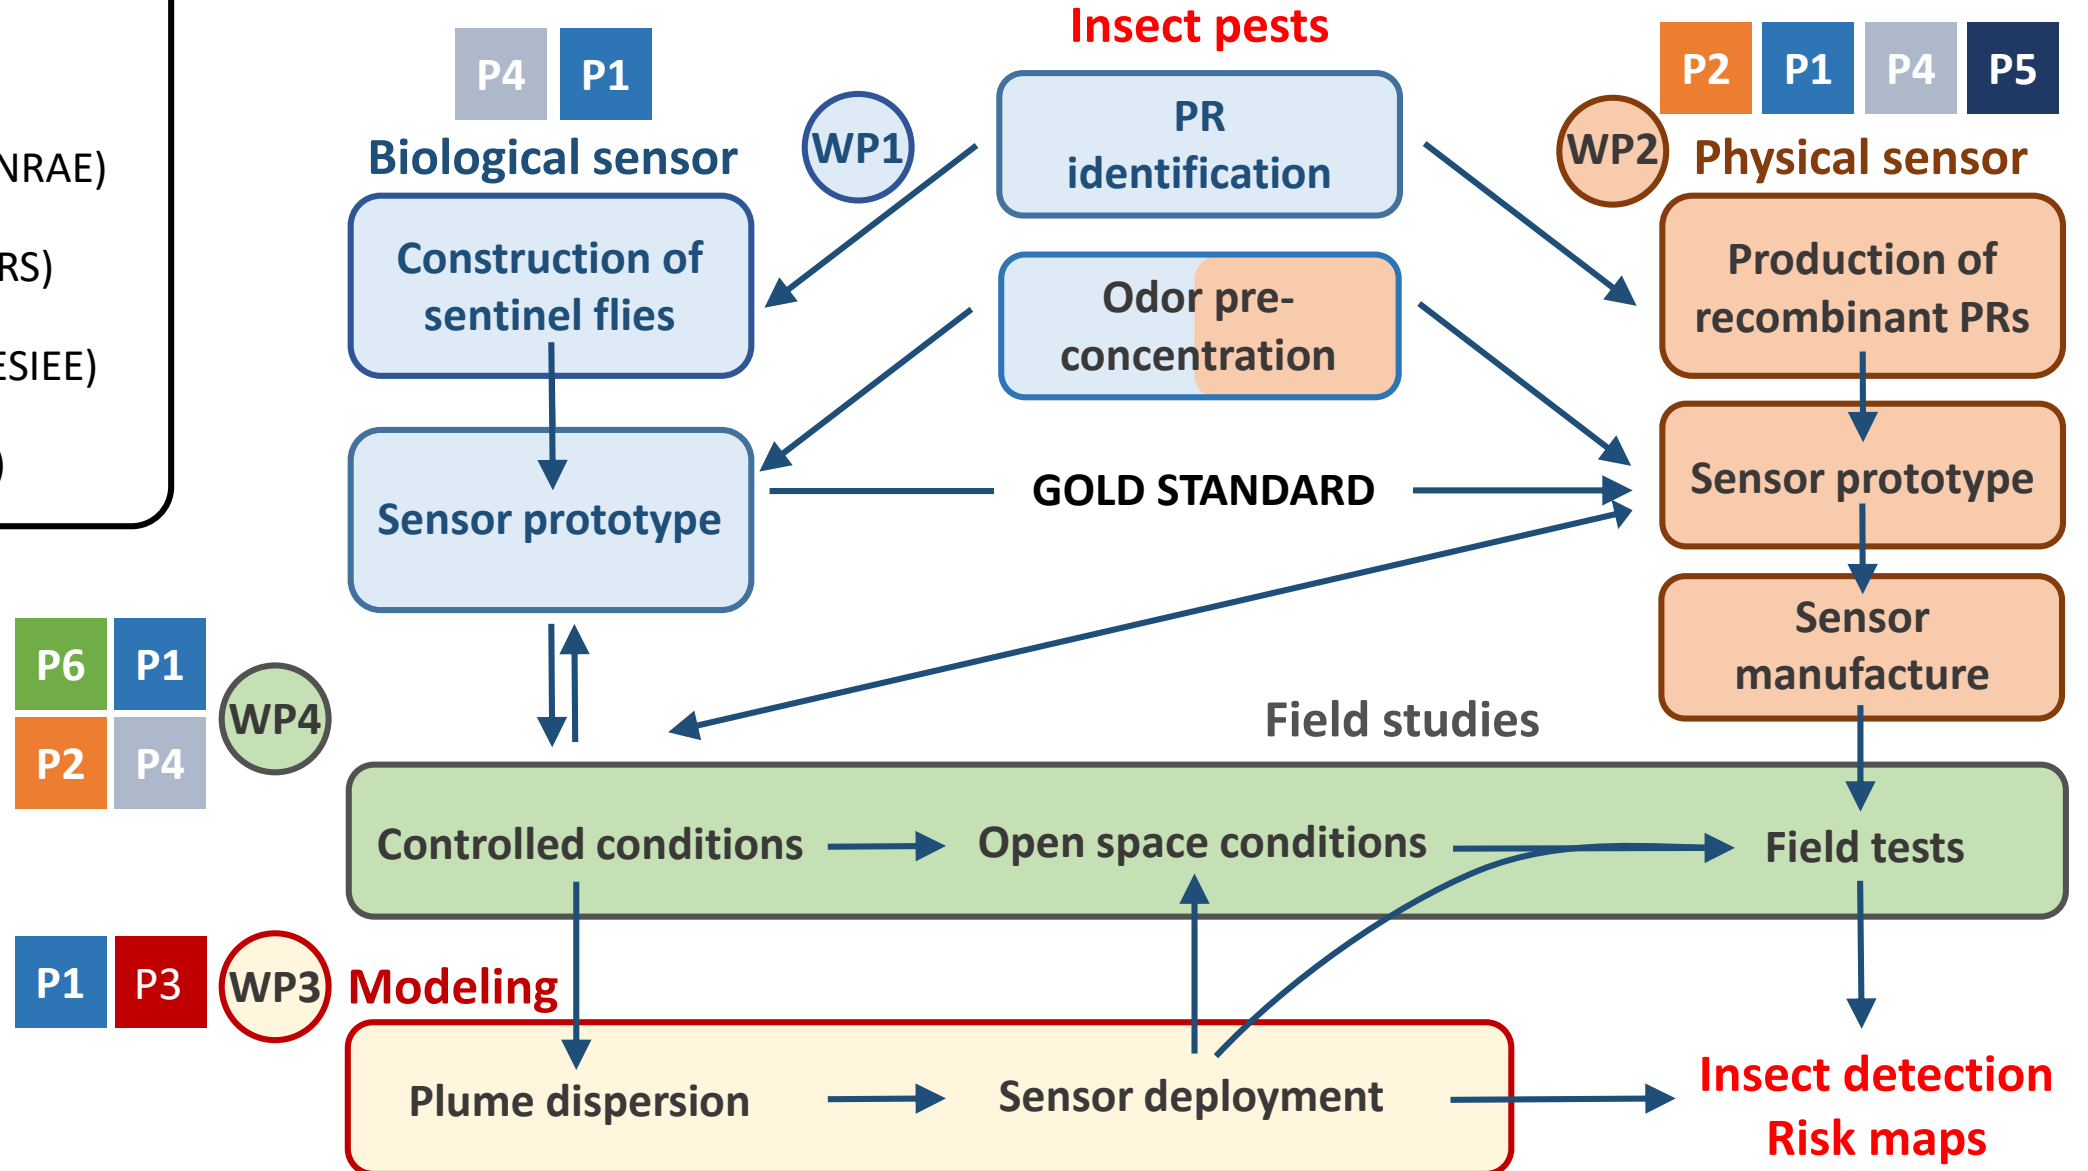 NRAE)
RS)
ESIEE)
)
Insect pests
P4 P1
P2 P1 P4 P5
Biological sensor
WP1
PR
identification
WP2
Physical sensor
Construction of
sentinel flies
Odor pre-
concentration
Production of
recombinant PRs
Sensor prototype
GOLD STANDARD
Sensor prototype
Sensor
manufacture
P6 P1
P2 P4
WP4
Field studies
Controlled conditions
Open space conditions
Field tests
P1 P3
WP3
Modeling
Plume dispersion
Sensor deployment
Insect detection
Risk maps